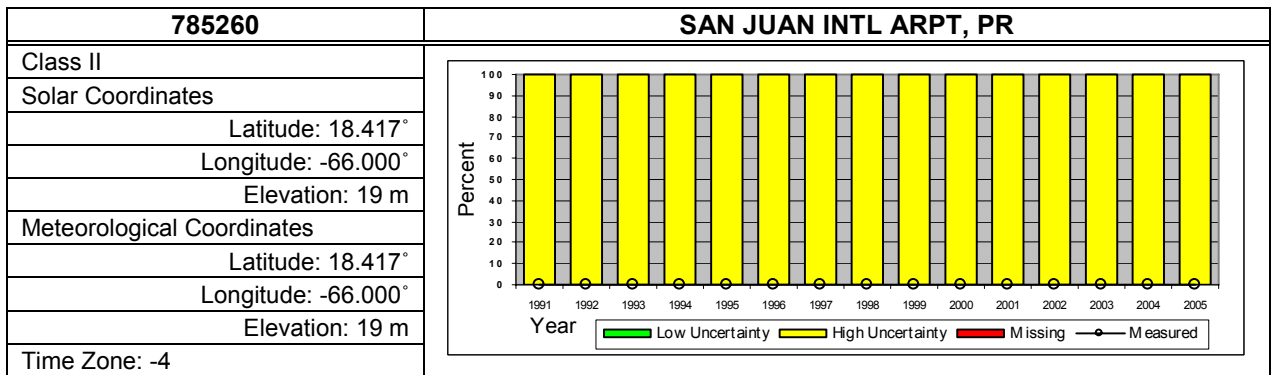 785260
SAN JUAN INTL ARPT, PR
Class II
Solar Coordinates
Latitude: 18.417˚
Longitude: -66.000˚
Elevation: 19 m
Meteorological Coordinates
Latitude: 18.417˚
Longitude: -66.000˚
Elevation: 19 m
Time Zone: -4
Percent
100
90
80
70
60
50
40
30
20
10
0
1991 1992 1993 1994 1995 1996 1997 1998 1999 2000 2001 2002 2003 2004 2005
Year
Low Uncertainty High Uncertainty Missing Measured